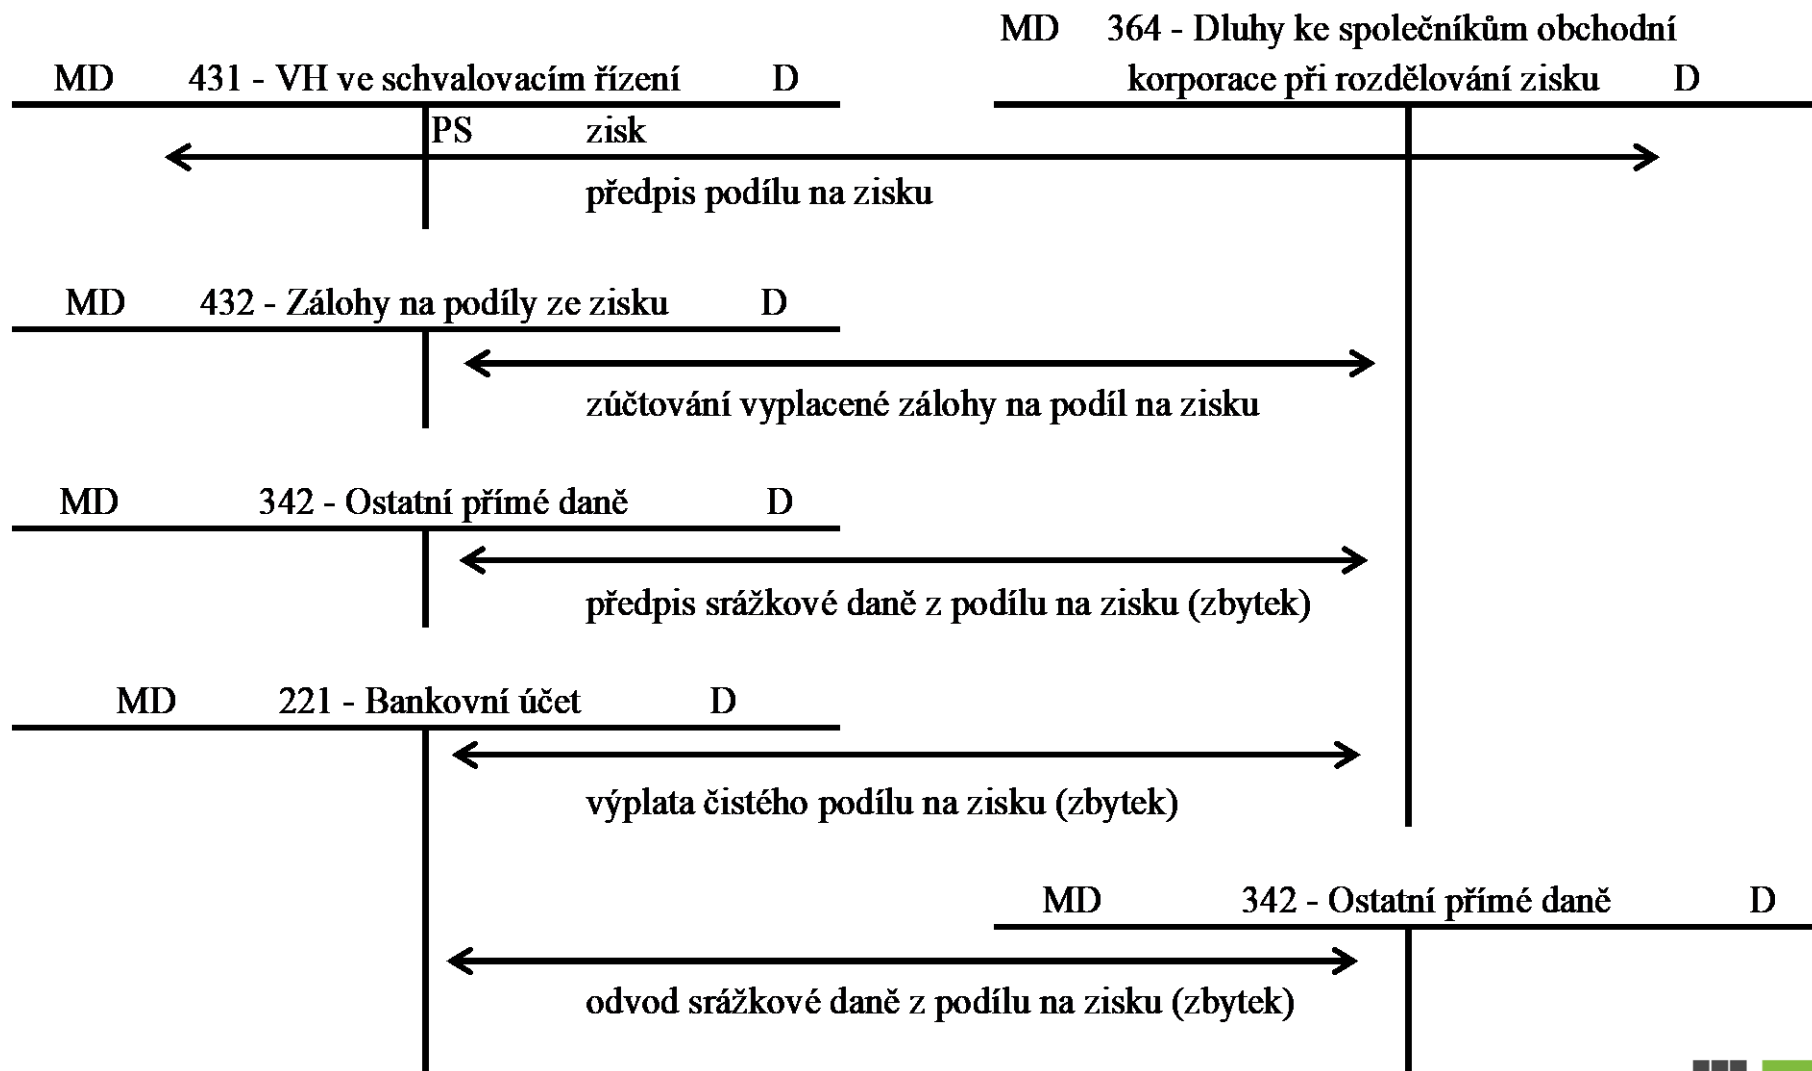 MD 364 - Dluhy ke společníkům obchodní
korporace při rozdělování zisku D
MD 431 - VH ve schvalovacím řízení D
PS zisk
předpis podílu na zisku
MD 432 - Zálohy na podíly ze zisku D
zúčtování vyplacené zálohy na podíl na zisku
MD 342 - Ostatní přímé daně D
předpis srážkové daně z podílu na zisku (zbytek)
MD 221 - Bankovní účet D
výplata čistého podílu na zisku (zbytek)
MD 342 - Ostatní přímé daně D
odvod srážkové daně z podílu na zisku (zbytek)